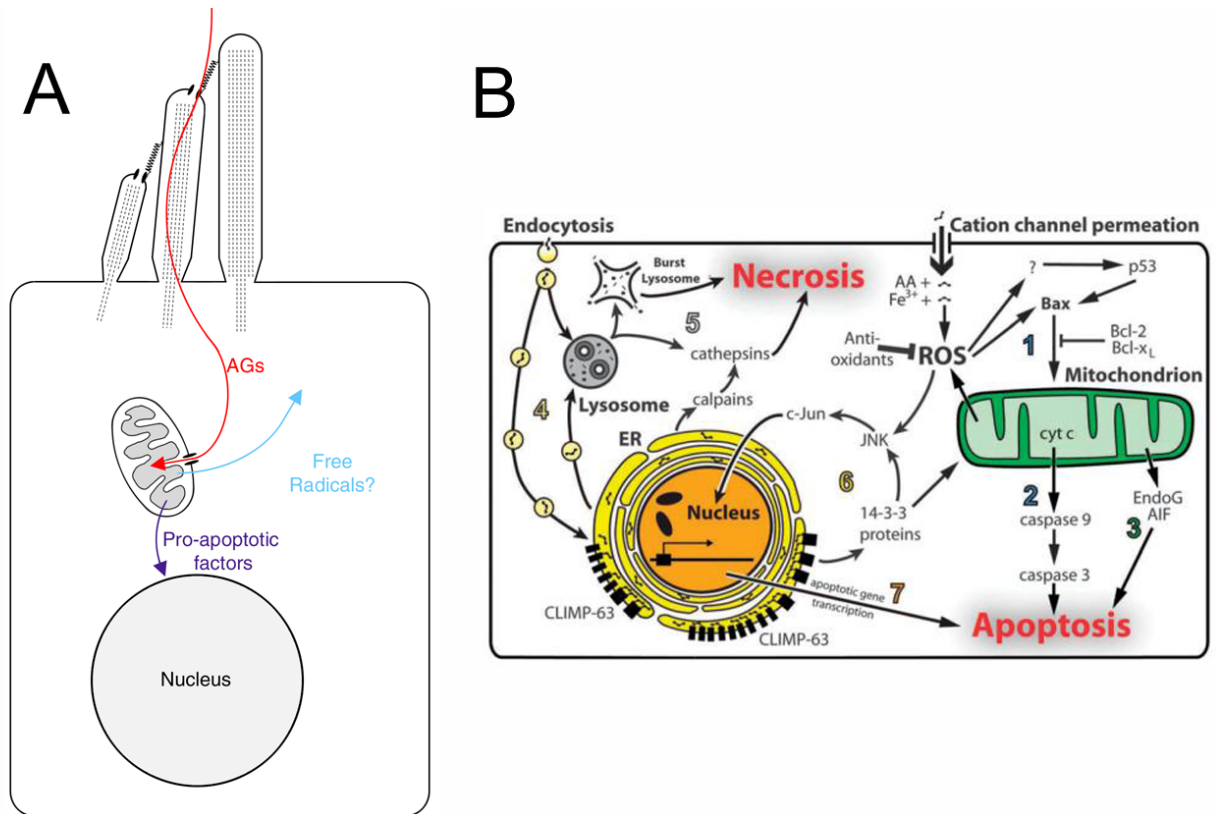 A
AGs
Free
Radicals?
Pro-apoptotic
factors
Nucleus
B
Endocytosis
Cation channel permeation
Burst
Lysosome
Necrosis
AA +
Fe3+ +
?
p53
Bax
5
Anti-
oxidants
ROS
1
Bcl-2
Bcl-xL
cathepsins
Mitochondrion
4
Lysosome
calpains
ER
c-Jun
JNK
cyt c
6
Nucleus
14-3-3
proteins
2
EndoG
AIF
caspase 9
3
caspase 3
apoptotic gene
transcription
7
CLIMP-63
CLIMP-63
Apoptosis